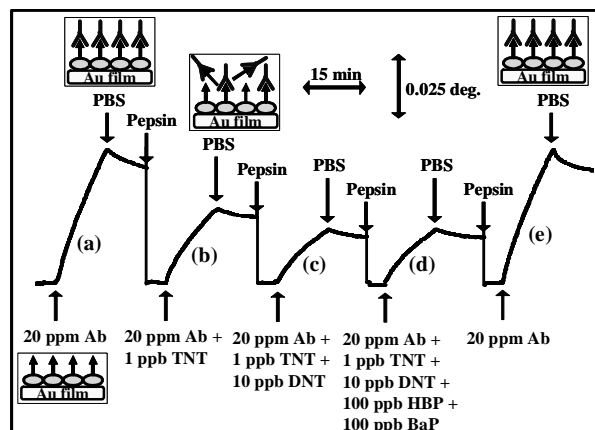 Au film
PBS
Pepsin
Au film
PBS
15 min
0.025 deg.
Pepsin
PBS
Pepsin
PBS
Pepsin
Au film
PBS
(a)
(b)
(c)
(d)
(e)
20 ppm Ab
20 ppm Ab +
1 ppb TNT
20 ppm Ab +
1 ppb TNT +
10 ppb DNT
20 ppm Ab +
1 ppb TNT +
10 ppb DNT +
100 ppb HBP +
100 ppb BaP
20 ppm Ab
Au film